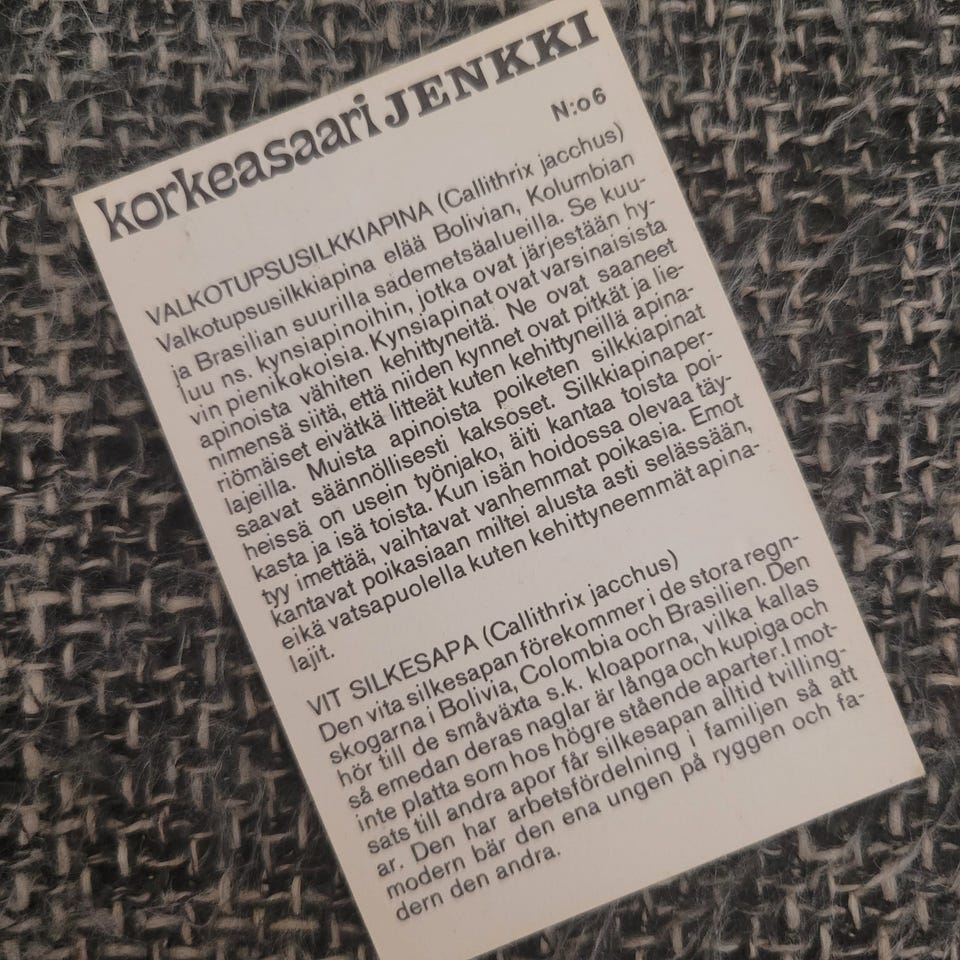 korkeasaari JENKKI
N:o 6
VALKOTUPSUSILKKIAPINA (Callithrix jacchus)
Valkotupsusilkkiapina elää Bolivian, Kolumbian
ja Brasilian suurilla sademetsäalueilla. Se kuu-
luu ns. kynsiapinoihin, jotka ovat järjestään hy-
vin pienikokoisia. Kynsiapinat ovat varsinaisista
apinoista vähiten kehittyneitä. Ne ovat saaneet
nimensä siitä, että niiden kynnet ovat pitkät ja lie-
riömäiset eivätkä litteät kuten kehittyneillä apina-
lajeilla. Muista apinoista poiketen silkkiapinat
saavat säännöllisesti kaksoset. Silkkiapinaper-
heissä on usein työnjako, äiti kantaa toista poi-
kasta ja isä toista. Kun isän hoidossa olevaa täy-
tyy imettää, vaihtavat vanhemmat poikasia. Emot
kantavat poikasiaan miltei alusta asti selässään,
eikä vatsapuolella kuten kehittyneemmät apina-
lajit.
VIT SILKESAPA (Callithrix jacchus)
Den vita silkesapan förekommer i de stora regn-
skogarna i Bolivia, Colombia och Brasilien. Den
hör till de småväxta s.k. kloaporna, vilka kallas
så emedan deras naglar är långa och kupiga och
inte platta som hos högre stående aparter. I mot-
sats till andra apor får silkesapan alltid tvilling-
ar. Den har arbetsfördelning i familjen så att
modern bär den ena ungen på ryggen och fa-
dern den andra.